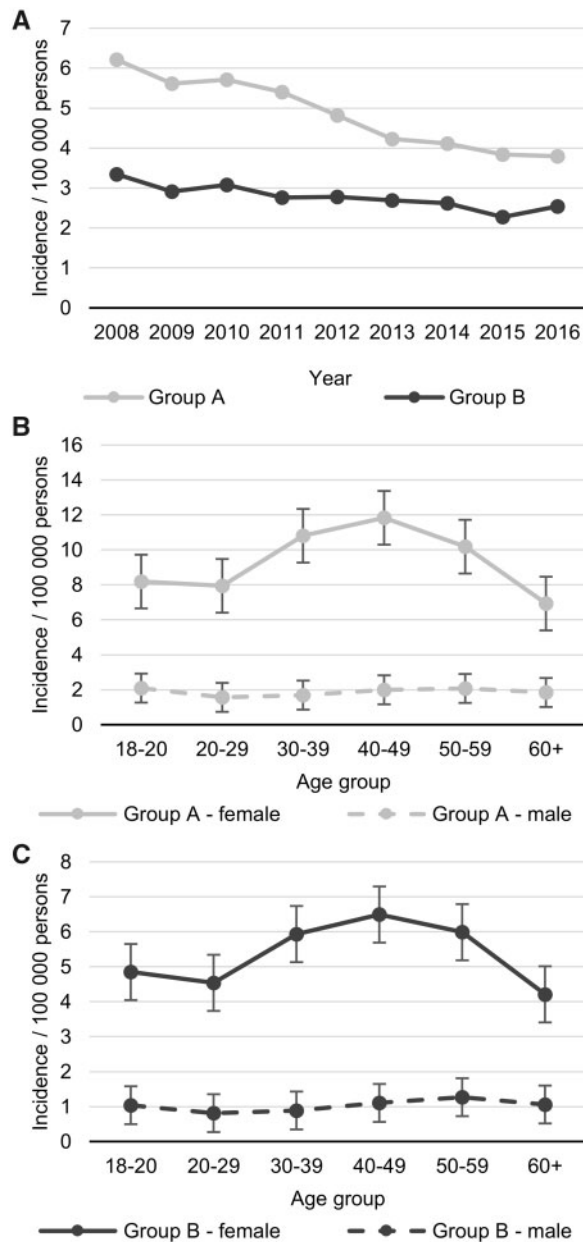 A
Incidence / 100 000 persons
7
6
5
4
3
2
1
0
2008 2009 2010 2011 2012 2013 2014 2015 2016
Year
Group A Group B
B
Incidence / 100 000 persons
16
14
12
10
8
6
4
2
0
18-20 20-29 30-39 40-49 50-59 60+
Age group
Group A - female Group A - male
C
Incidence / 100 000 persons
8
7
6
5
4
3
2
1
0
18-20 20-29 30-39 40-49 50-59 60+
Age group
Group B - female Group B - male